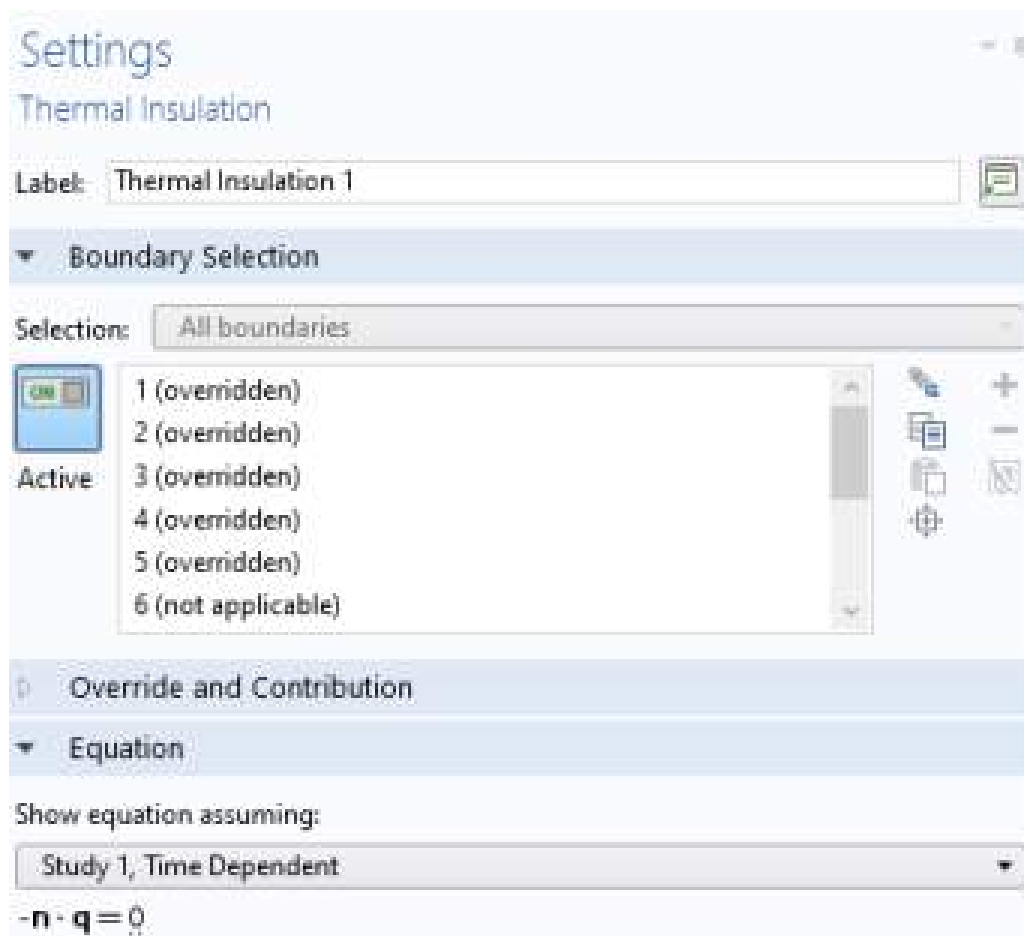 Settings
Thermal Insulation
Label: Thermal Insulation 1
Boundary Selection
Selection: All boundaries
1 (overridden)
2 (overridden)
Active 3 (overridden)
4 (overridden)
5 (overridden)
6 (not applicable)
Override and Contribution
Equation
Show equation assuming:
Study 1, Time Dependent
-n · q = 0